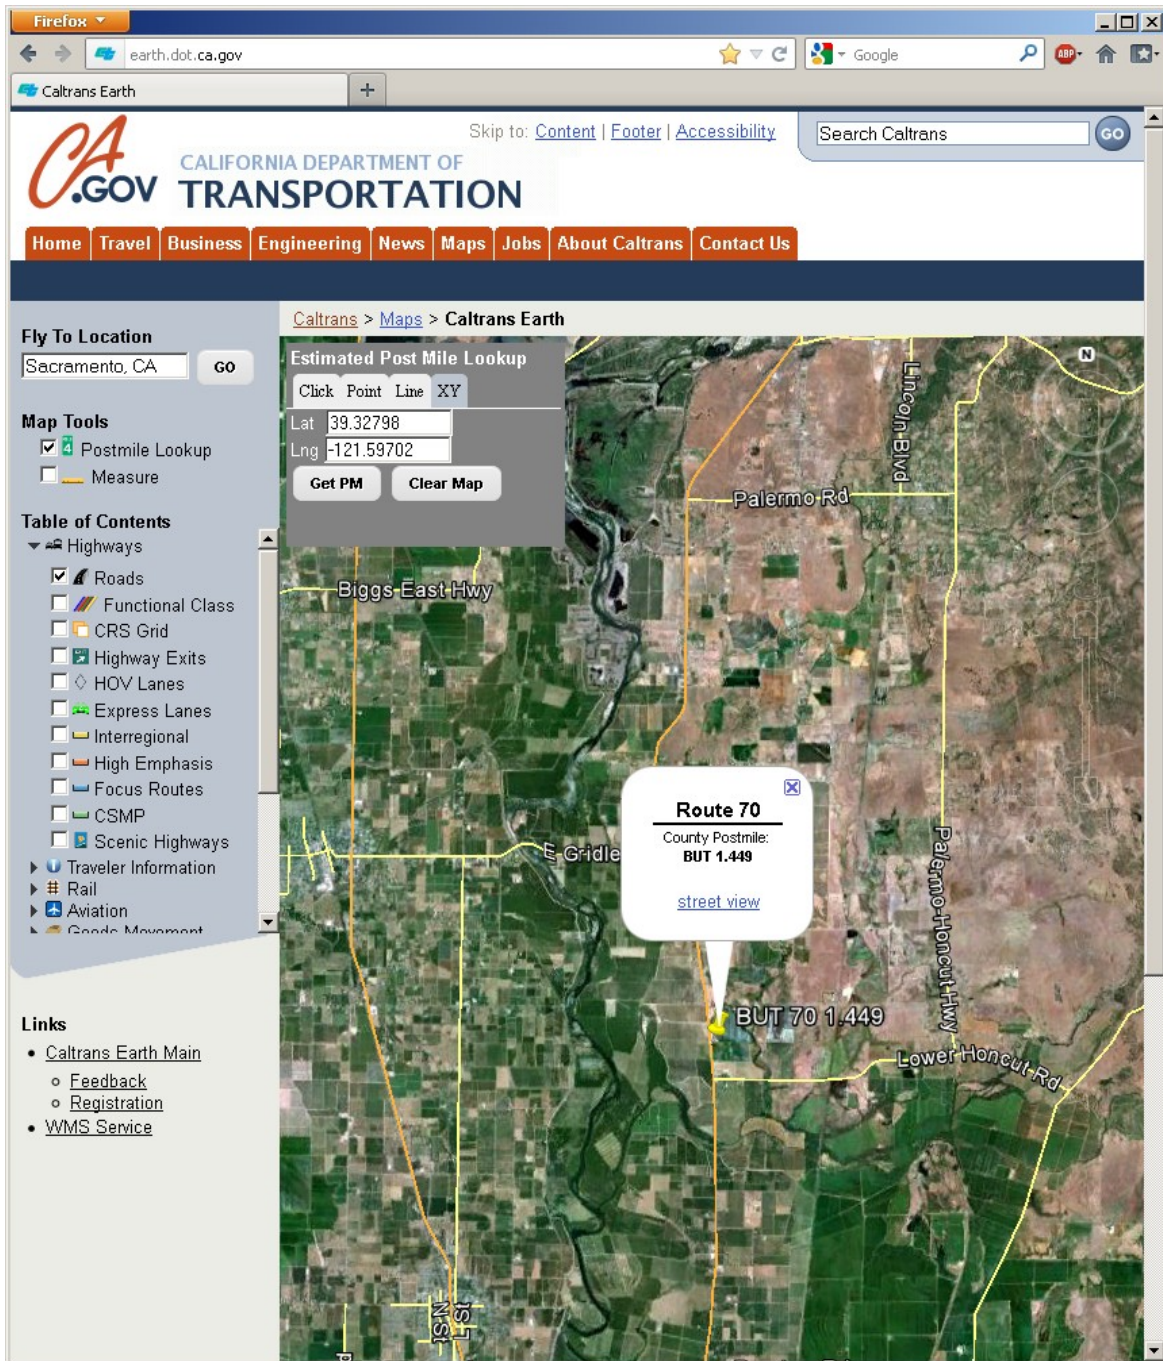 Firefox
earth.dot.ca.gov
Google
ABP
Caltrans Earth
Skip to: Content | Footer | Accessibility
Search Caltrans
GO
CA
.GOV
CALIFORNIA DEPARTMENT OF
TRANSPORTATION
Home Travel Business Engineering News Maps Jobs About Caltrans Contact Us
Caltrans > Maps > Caltrans Earth
Fly To Location
Sacramento, CA GO
Map Tools
4 Postmile Lookup
Measure
Table of Contents
Highways
Roads
Functional Class
CRS Grid
Highway Exits
HOV Lanes
Express Lanes
Interregional
High Emphasis
Focus Routes
CSMP
Scenic Highways
Traveler Information
Rail
Aviation
Goods Movement
Links
• Caltrans Earth Main
Feedback
Registration
• WMS Service
Estimated Post Mile Lookup
Click Point Line XY
Lat 39.32798
Lng -121.59702
Get PM Clear Map
N
Lincoln Blvd
Palermo Rd
Biggs East Hwy
E Gridle
Route 70
County Postmile:
BUT 1.449
street view
Palermo-Honcut Hwy
BUT 70 1.449
Lower Honcut Rd
N St
L St